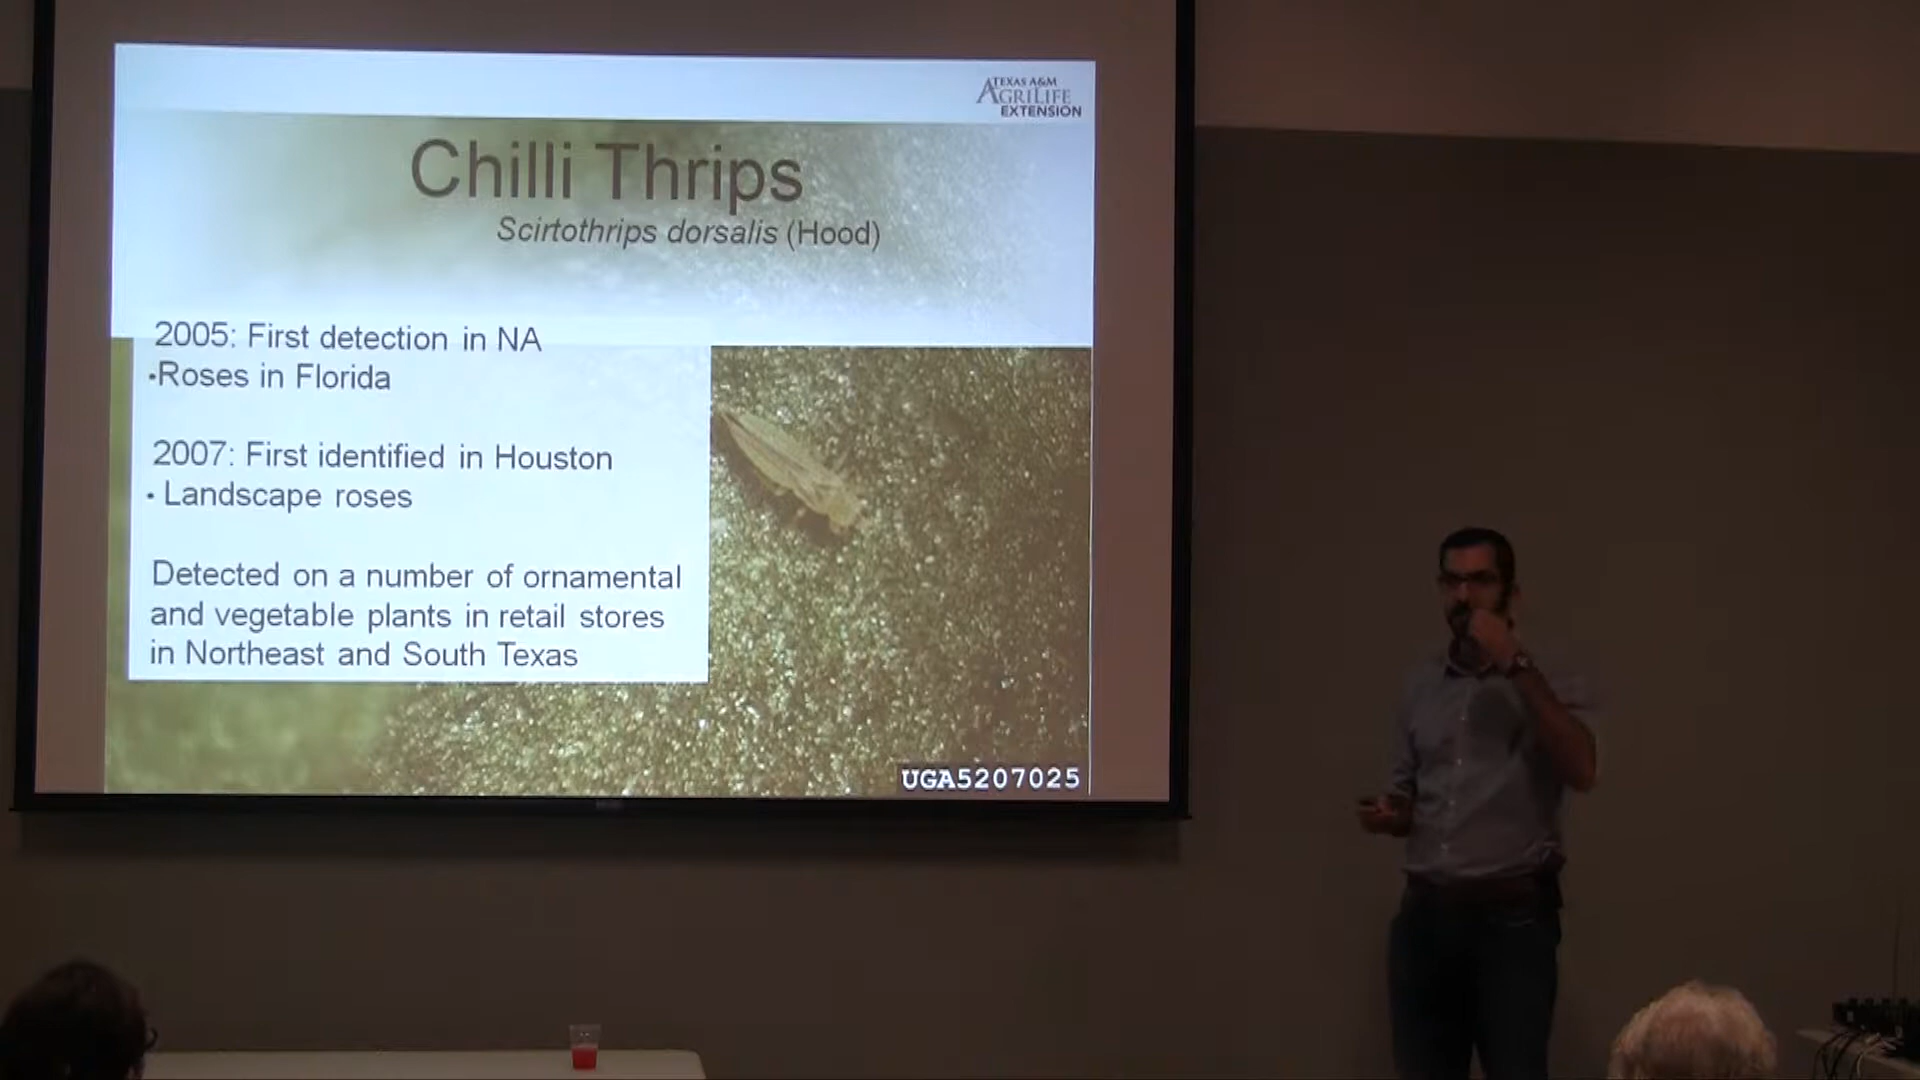 TEXAS A&M
AGRILIFE
EXTENSION
Chilli Thrips
Scirtothrips dorsalis (Hood)
2005: First detection in NA
•Roses in Florida
2007: First identified in Houston
• Landscape roses
Detected on a number of ornamental
and vegetable plants in retail stores
in Northeast and South Texas
UGA5207025